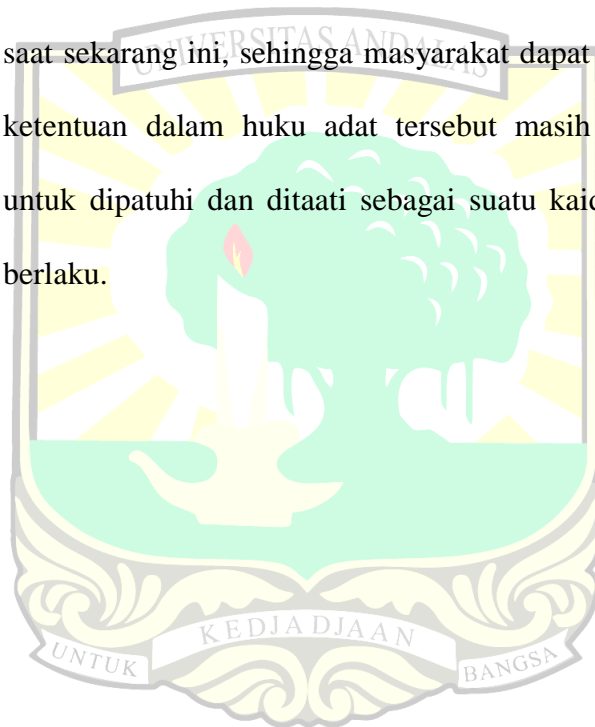 UNIVERSITAS ANDALAS
saat sekarang ini, sehingga masyarakat dapat
ketentuan dalam huku adat tersebut masih
untuk dipatuhi dan ditaati sebagai suatu
berlaku.
KEDJADJAAN
UNTUK
BANGSA